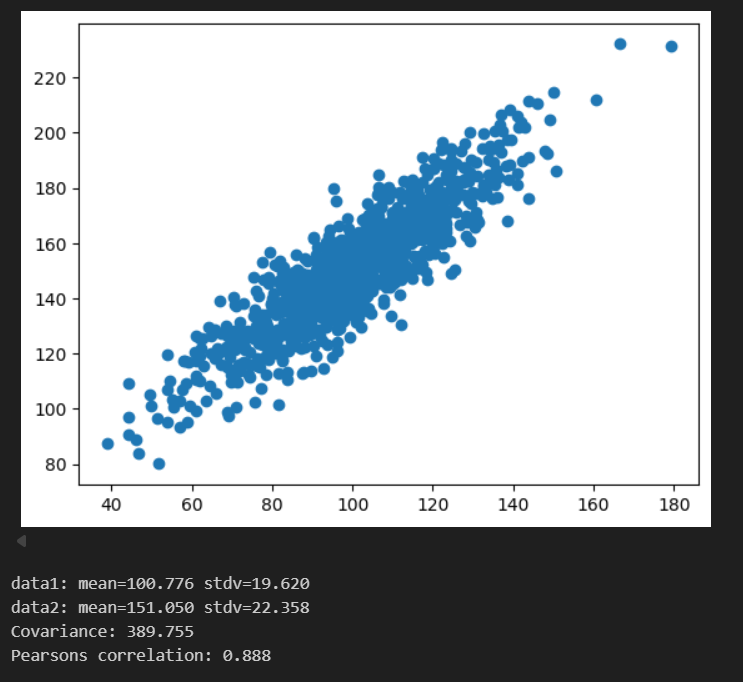 220
200
180
160
140
120
100
80
40 60 80 100 120 140 160 180
data1: mean=100.776 stdv=19.620
data2: mean=151.050 stdv=22.358
Covariance: 389.755
Pearsons correlation: 0.888